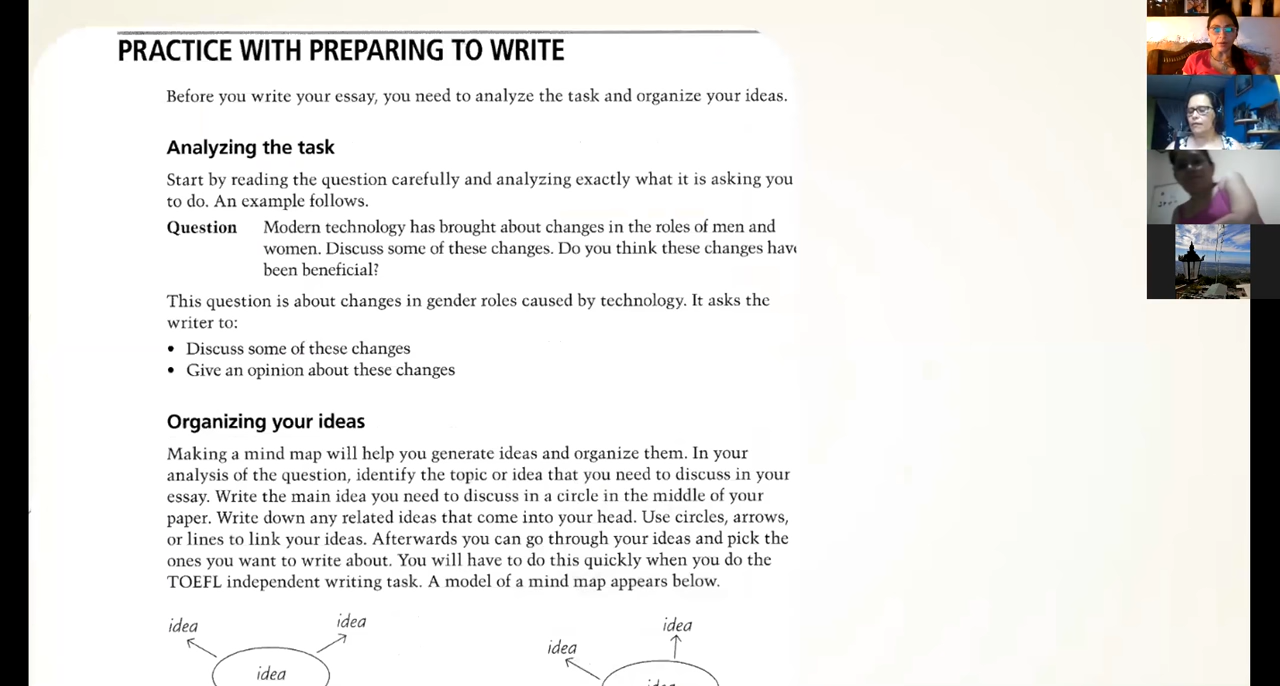 PRACTICE WITH PREPARING TO WRITE
Before you write your essay, you need to analyze the task and organize your ideas.
Analyzing the task
Start by reading the question carefully and analyzing exactly what it is asking you
to do. An example follows.
Question Modern technology has brought about changes in the roles of men and
women. Discuss some of these changes. Do you think these changes have
been beneficial?
This question is about changes in gender roles caused by technology. It asks the
writer to:
• Discuss some of these changes
• Give an opinion about these changes
Organizing your ideas
Making a mind map will help you generate ideas and organize them. In your
analysis of the question, identify the topic or idea that you need to discuss in your
essay. Write the main idea you need to discuss in a circle in the middle of your
paper. Write down any related ideas that come into your head. Use circles, arrows,
or lines to link your ideas. Afterwards you can go through your ideas and pick the
ones you want to write about. You will have to do this quickly when you do the
TOEFL independent writing task. A model of a mind map appears below.
idea
idea
idea
idea
idea